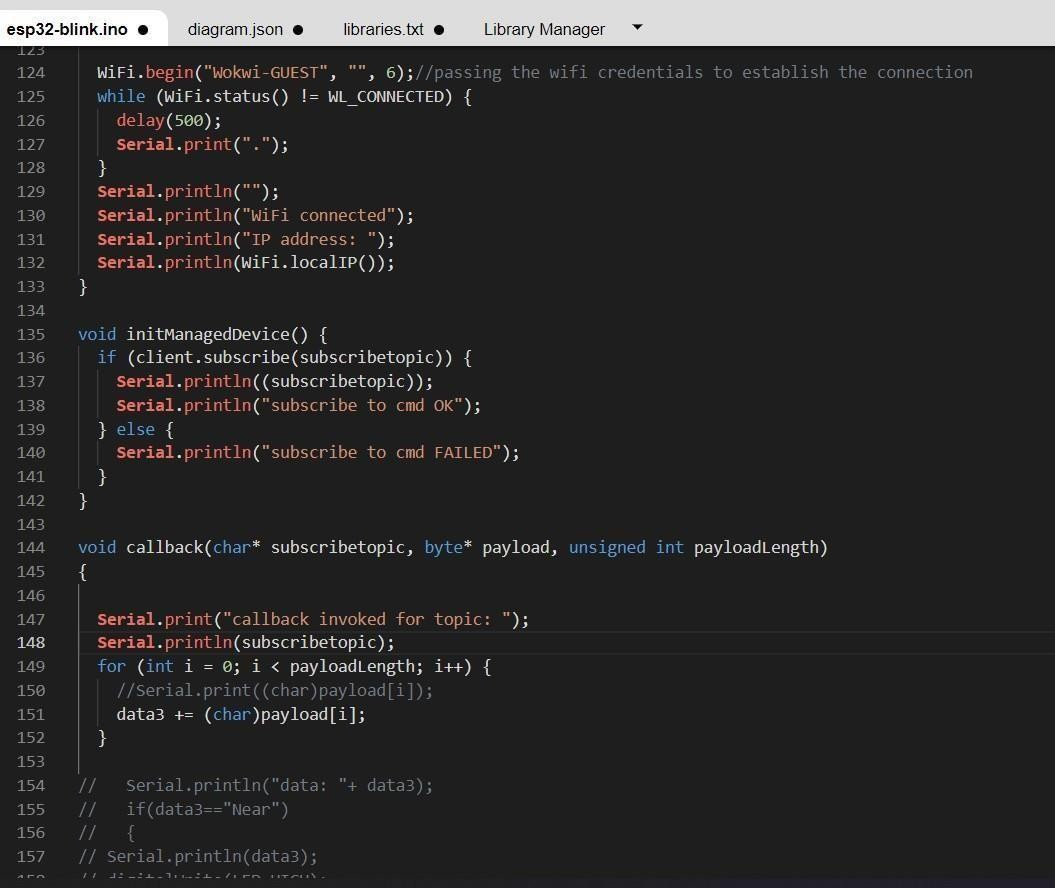 esp32-blink.ino ● diagram.json ● libraries.txt ● Library Manager
123
124 WiFi.begin("Wokwi-GUEST", "", 6);//passing the wifi credentials to establish the connection
125 while (WiFi.status() != WL_CONNECTED) {
126 delay(500);
127 Serial.print(".");
128 }
129 Serial.println("");
130 Serial.println("WiFi connected");
131 Serial.println("IP address: ");
132 Serial.println(WiFi.localIP());
133 }
134
135 void initManagedDevice() {
136 if (client.subscribe(subscribetopic)) {
137 Serial.println((subscribetopic));
138 Serial.println("subscribe to cmd OK");
139 } else {
140 Serial.println("subscribe to cmd FAILED");
141 }
142 }
143
144 void callback(char* subscribetopic, byte* payload, unsigned int payloadLength)
145 {
146
147 Serial.print("callback invoked for topic: ");
148 Serial.println(subscribetopic);
149 for (int i = 0; i < payloadLength; i++) {
150 //Serial.print((char)payload[i]);
151 data3 += (char)payload[i];
152 }
153
154 // Serial.println("data: "+ data3);
155 // if(data3=="Near")
156 // {
157 // Serial.println(data3);
158 // digitalWrite(LED,HIGH);